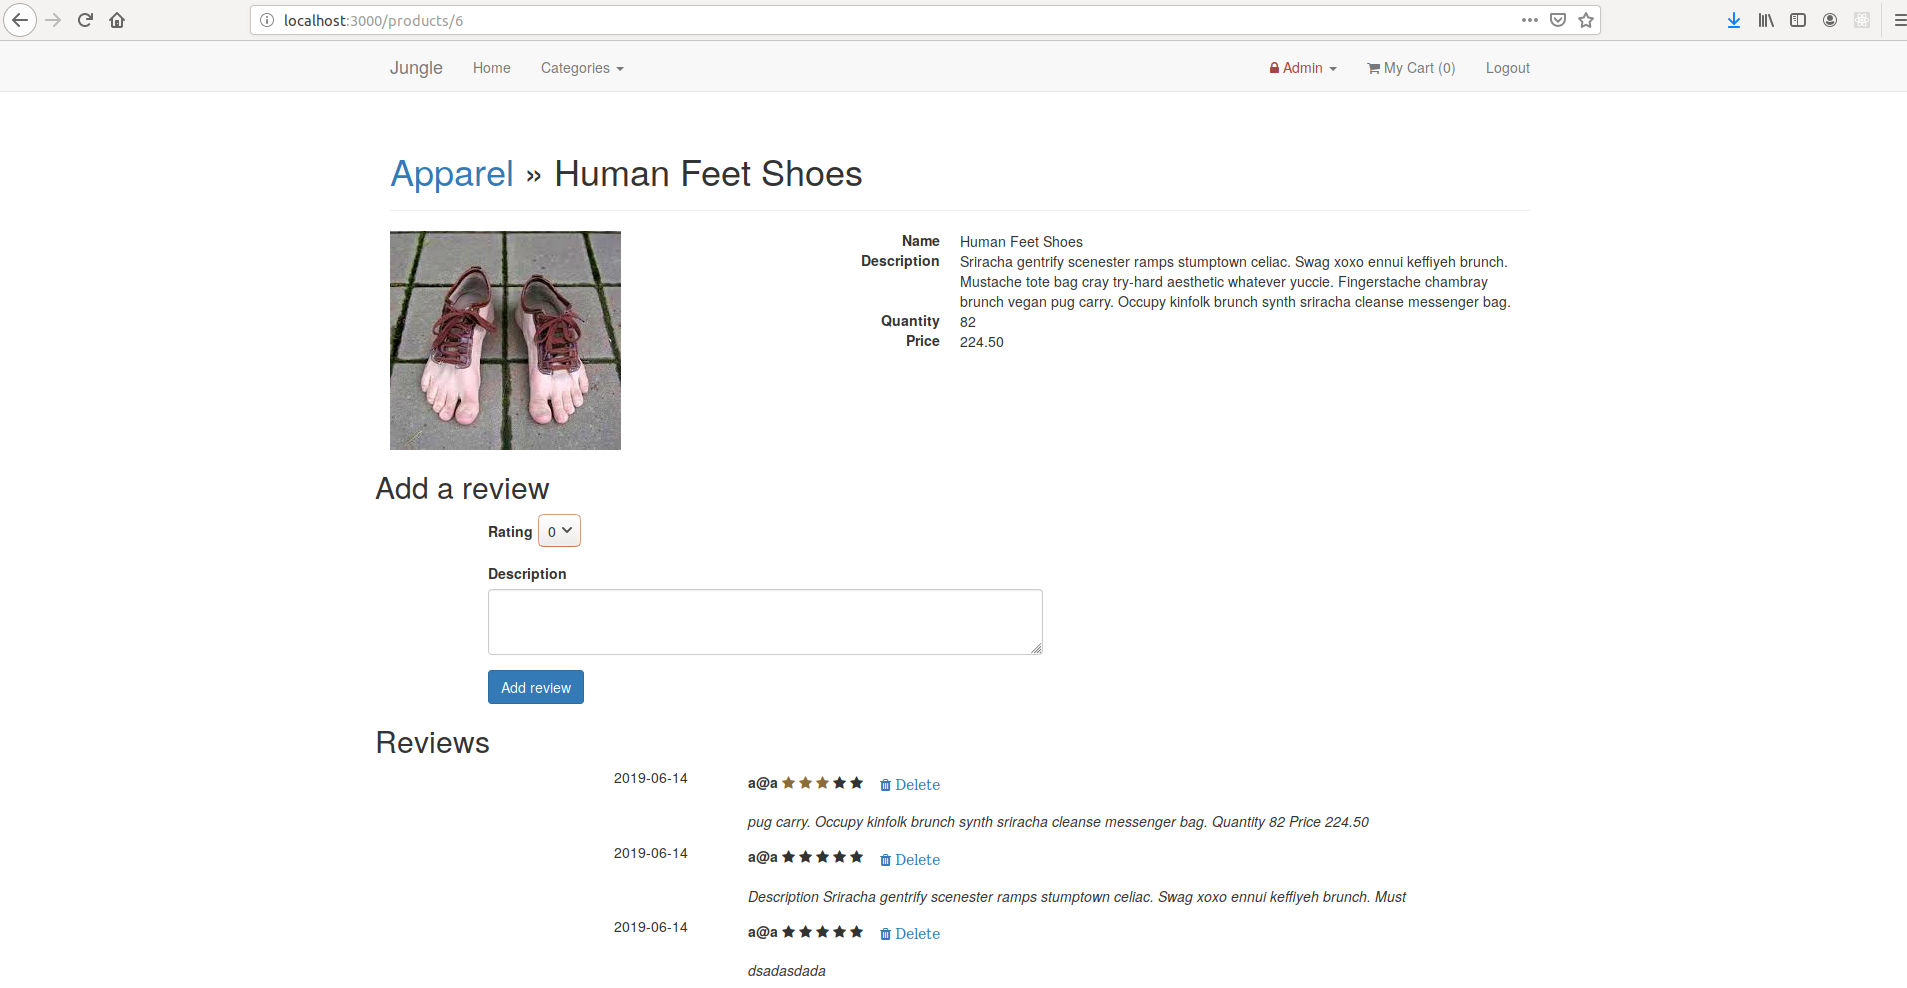 localhost:3000/products/6
Jungle Home Categories Admin My Cart (0) Logout
Apparel » Human Feet Shoes
Name Human Feet Shoes
Description Sriracha gentrify scenester ramps stumptown celiac. Swag xoxo ennui keffiyeh brunch.
Mustache tote bag cray try-hard aesthetic whatever yuccie. Fingerstache chambray
brunch vegan pug carry. Occupy kinfolk brunch synth sriracha cleanse messenger bag.
Quantity 82
Price 224.50
Add a review
Rating 0
Description
Add review
Reviews
2019-06-14 a@a Delete
pug carry. Occupy kinfolk brunch synth sriracha cleanse messenger bag. Quantity 82 Price 224.50
2019-06-14 a@a Delete
Description Sriracha gentrify scenester ramps stumptown celiac. Swag xoxo ennui keffiyeh brunch. Must
2019-06-14 a@a Delete
dsadasdada